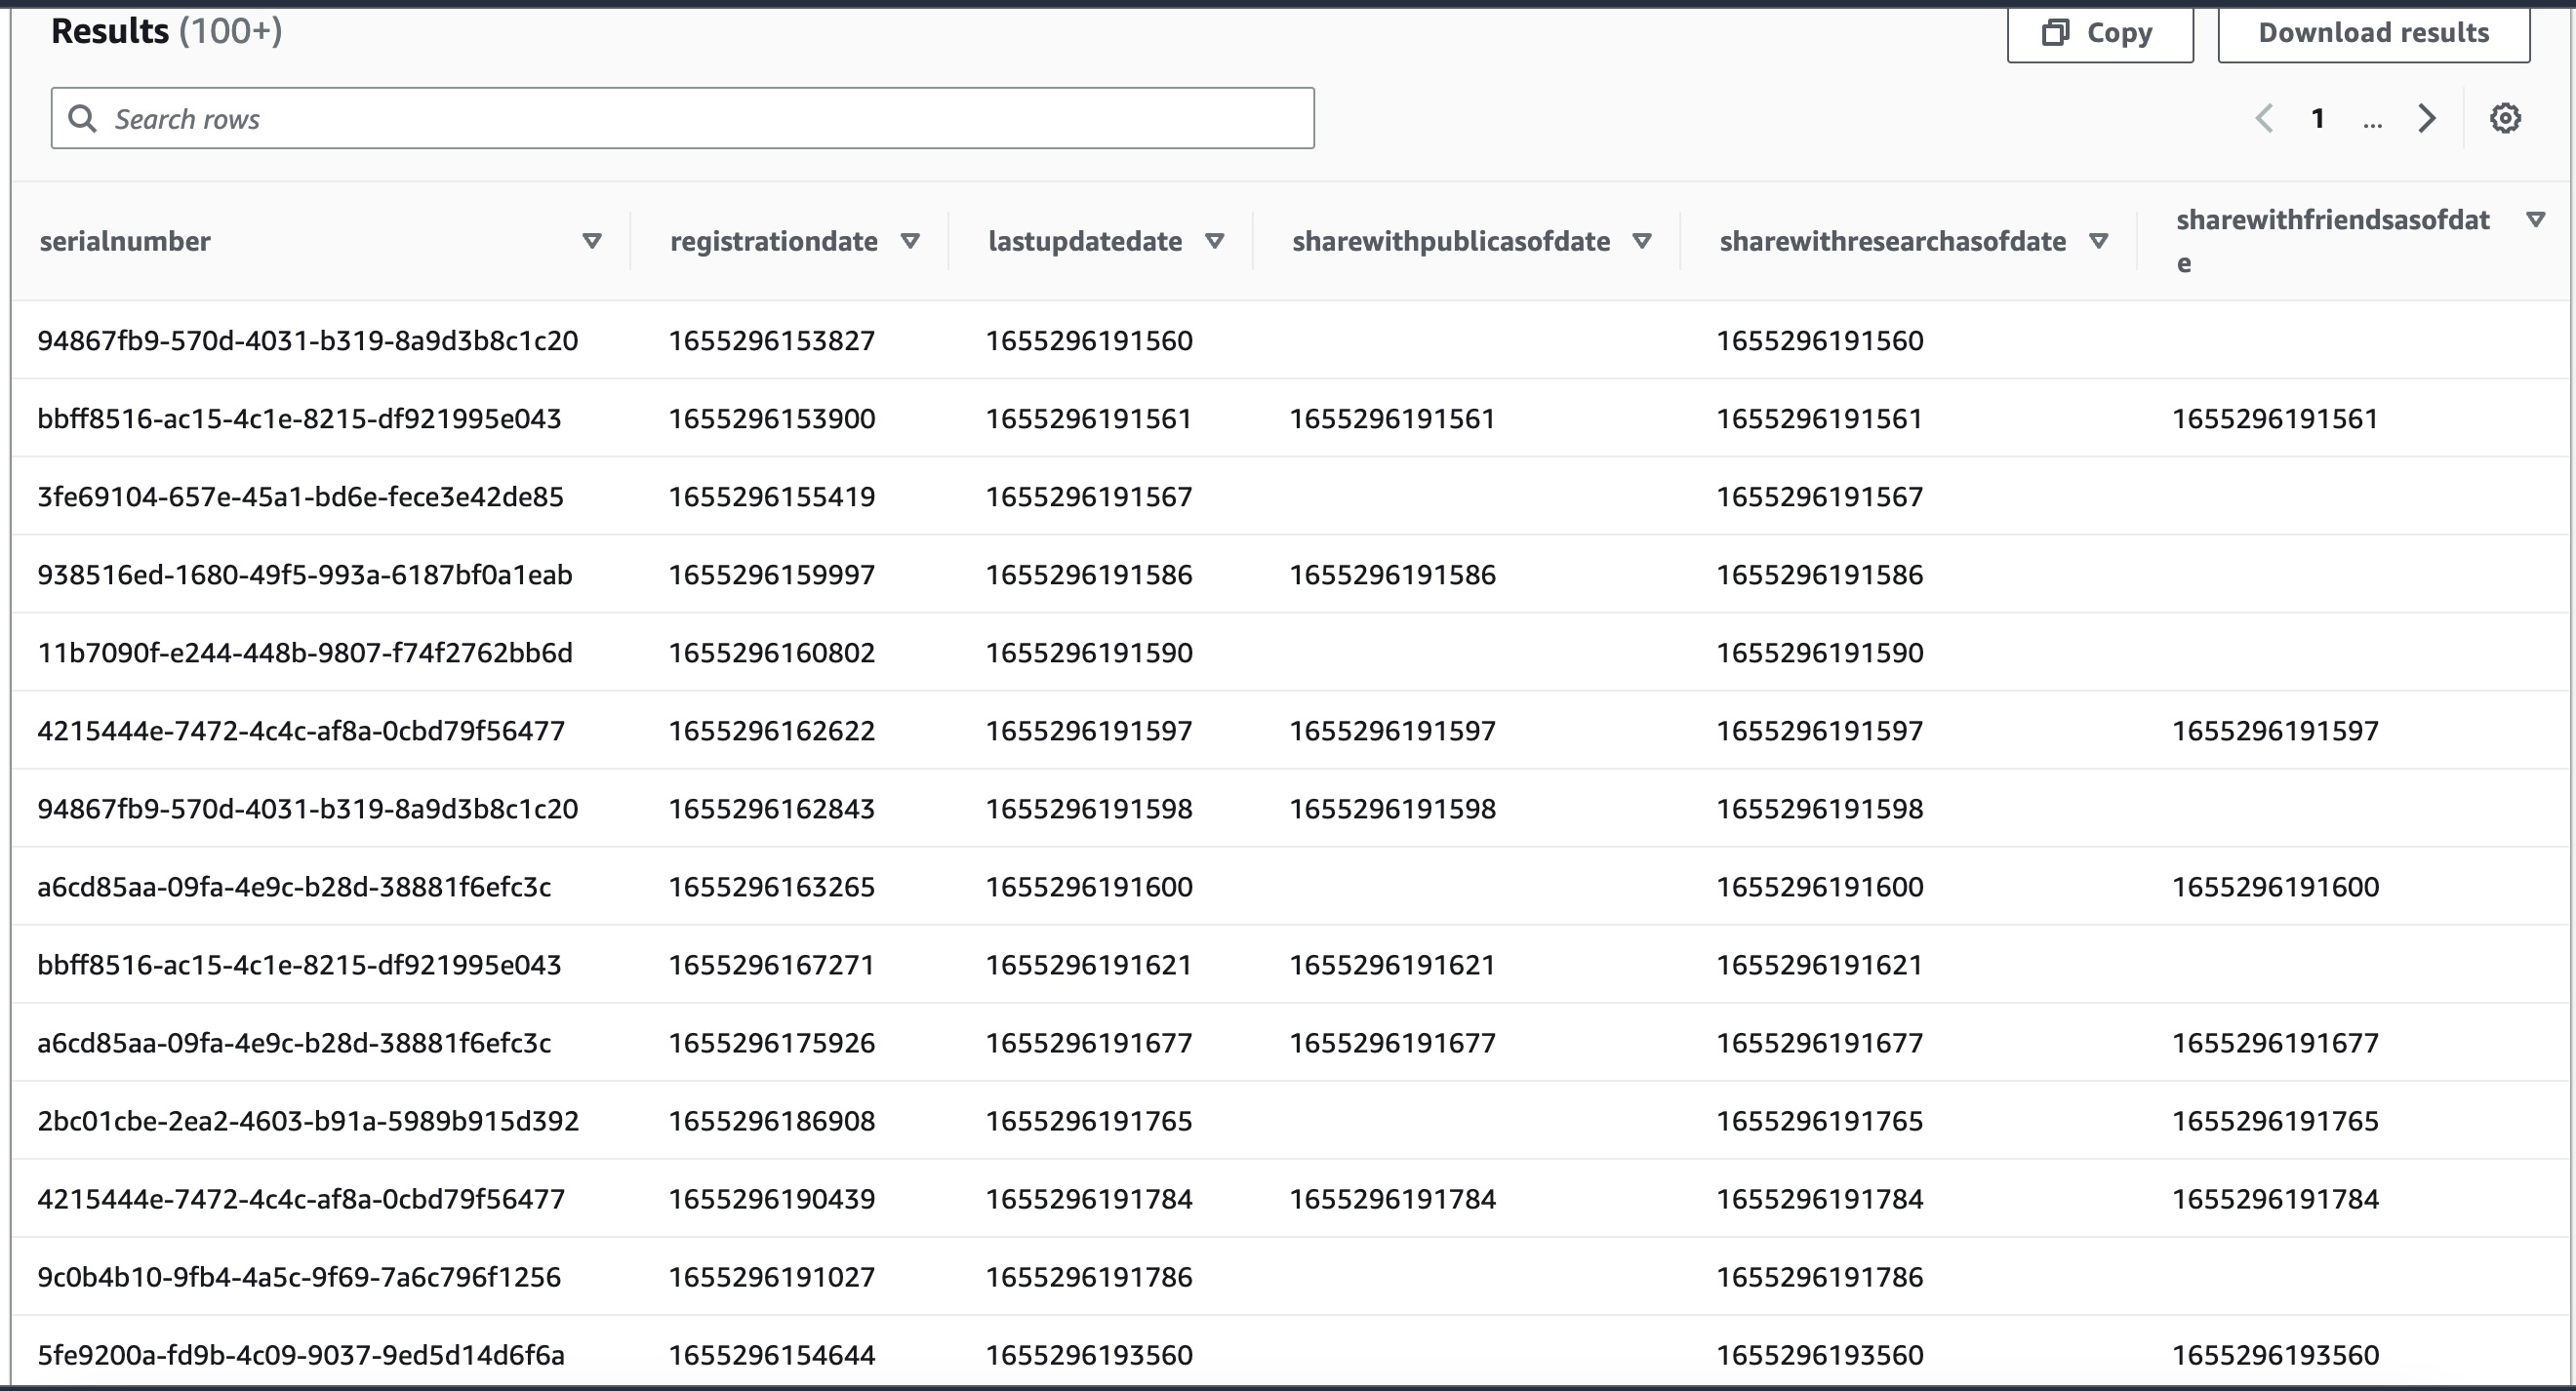 Results (100+)
Copy
Download results
Search rows
1 ...
serialnumber registrationdate lastupdatedate sharewithpublicasofdate sharewithresearchasofdate sharewithfriendsasofdat
e
94867fb9-570d-4031-b319-8a9d3b8c1c20 1655296153827 1655296191560 1655296191560
bbff8516-ac15-4c1e-8215-df921995e043 1655296153900 1655296191561 1655296191561 1655296191561 1655296191561
3fe69104-657e-45a1-bd6e-fece3e42de85 1655296155419 1655296191567 1655296191567
938516ed-1680-49f5-993a-6187bf0a1eab 1655296159997 1655296191586 1655296191586 1655296191586
11b7090f-e244-448b-9807-f74f2762bb6d 1655296160802 1655296191590 1655296191590
4215444e-7472-4c4c-af8a-0cbd79f56477 1655296162622 1655296191597 1655296191597 1655296191597 1655296191597
94867fb9-570d-4031-b319-8a9d3b8c1c20 1655296162843 1655296191598 1655296191598 1655296191598
a6cd85aa-09fa-4e9c-b28d-38881f6efc3c 1655296163265 1655296191600 1655296191600 1655296191600
bbff8516-ac15-4c1e-8215-df921995e043 1655296167271 1655296191621 1655296191621 1655296191621
a6cd85aa-09fa-4e9c-b28d-38881f6efc3c 1655296175926 1655296191677 1655296191677 1655296191677 1655296191677
2bc01cbe-2ea2-4603-b91a-5989b915d392 1655296186908 1655296191765 1655296191765 1655296191765
4215444e-7472-4c4c-af8a-0cbd79f56477 1655296190439 1655296191784 1655296191784 1655296191784 1655296191784
9c0b4b10-9fb4-4a5c-9f69-7a6c796f1256 1655296191027 1655296191786 1655296191786
5fe9200a-fd9b-4c09-9037-9ed5d14d6f6a 1655296154644 1655296193560 1655296193560 1655296193560